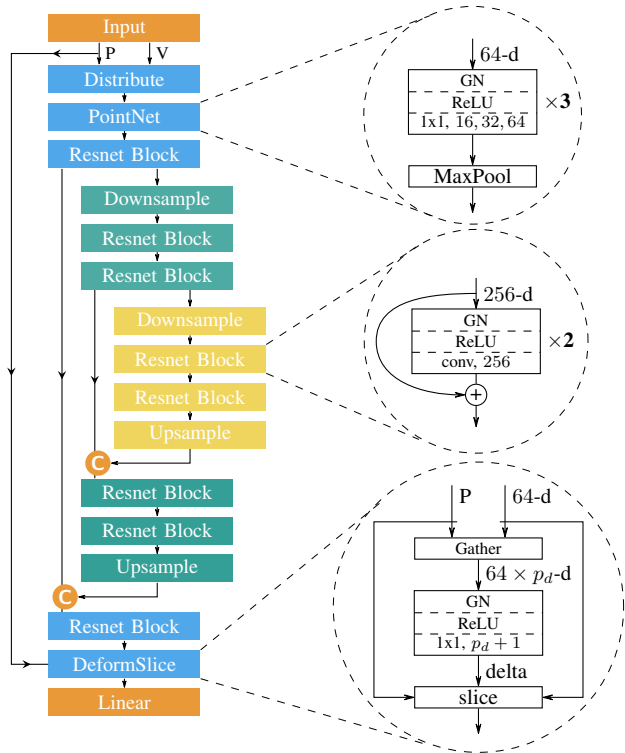 Input
P
V
Distribute
PointNet
Resnet Block
Downsample
Resnet Block
Resnet Block
Downsample
Resnet Block
Resnet Block
Upsample
C
Resnet Block
Resnet Block
Upsample
C
Resnet Block
DeformSlice
Linear
64-d
GN
ReLU
1x1, 16, 32, 64
×3
MaxPool
256-d
GN
ReLU
conv, 256
×2
+
P
64-d
Gather
64 × p_d-d
GN
ReLU
1x1, p_d + 1
delta
slice